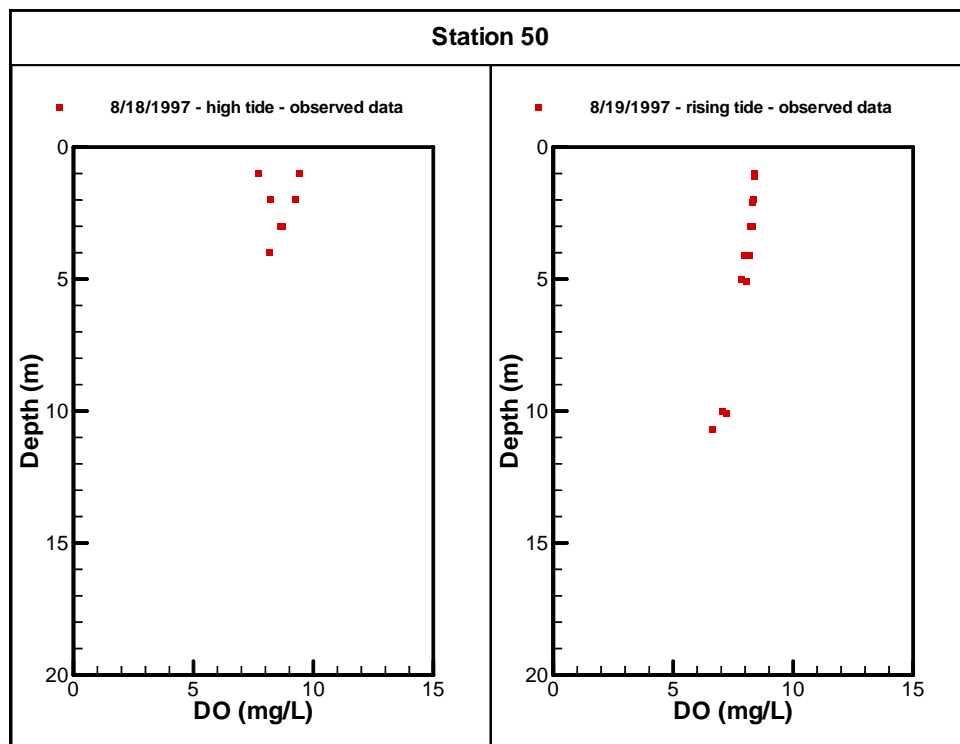 Station 50
8/18/1997 - high tide - observed data
0
5
10
15
20
Depth (m)
0 5 10 15
DO (mg/L)
8/19/1997 - rising tide - observed data
0
5
10
15
20
Depth (m)
0 5 10 15
DO (mg/L)